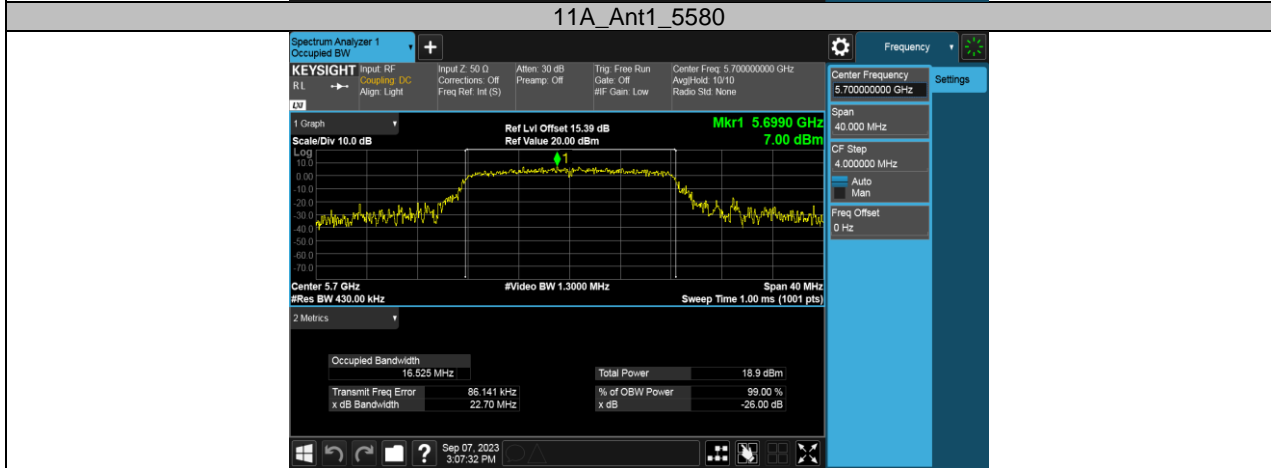 11A_Ant1_5580
Spectrum Analyzer 1
Occupied BW
Frequency
KEYSIGHT
Input: RF
Input Z: 50 Ω
Atten: 30 dB
Trig: Free Run
Center Freq: 5.700000000 GHz
RL
Coupling: DC
Corrections: Off
Preamp: Off
Gate: Off
Avg|Hold: 10/10
Align: Light
Freq Ref: Int (S)
#IF Gain: Low
Radio Std: None
LXI
Center Frequency
5.700000000 GHz
Settings
Span
40.000 MHz
CF Step
4.000000 MHz
Auto
Man
Freq Offset
0 Hz
1 Graph
Ref Lvl Offset 15.39 dB
Mkr1 5.6990 GHz
Scale/Div 10.0 dB
Ref Value 20.00 dBm
7.00 dBm
Log
10.0
1
0.00
-10.0
-20.0
-30.0
-40.0
-50.0
-60.0
-70.0
Center 5.7 GHz
#Video BW 1.3000 MHz
Span 40 MHz
#Res BW 430.00 kHz
Sweep Time 1.00 ms (1001 pts)
2 Metrics
Occupied Bandwidth
16.525 MHz
Total Power
18.9 dBm
Transmit Freq Error
86.141 kHz
% of OBW Power
99.00 %
x dB Bandwidth
22.70 MHz
x dB
-26.00 dB
Sep 07, 2023
3:07:32 PM